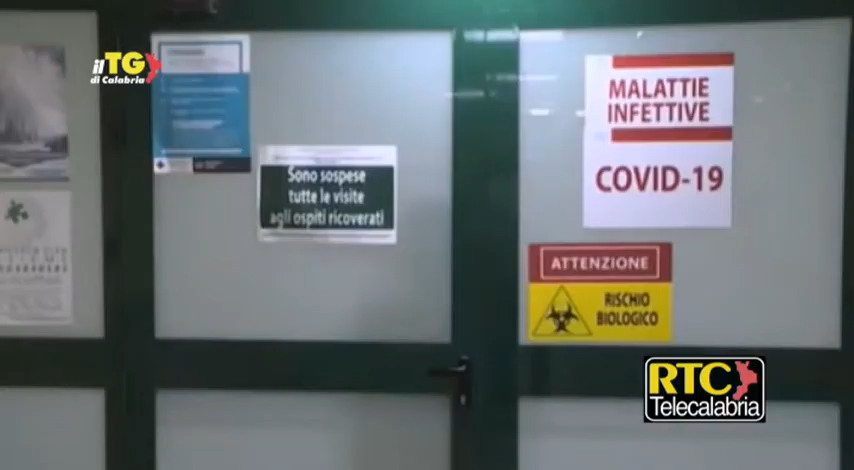 il TG
di Calabria
Sono sospese
tutte le visite
agli ospiti ricoverati
MALATTIE
INFETTIVE
COVID-19
ATTENZIONE
RISCHIO
BIOLOGICO
RTC
Telecalabria